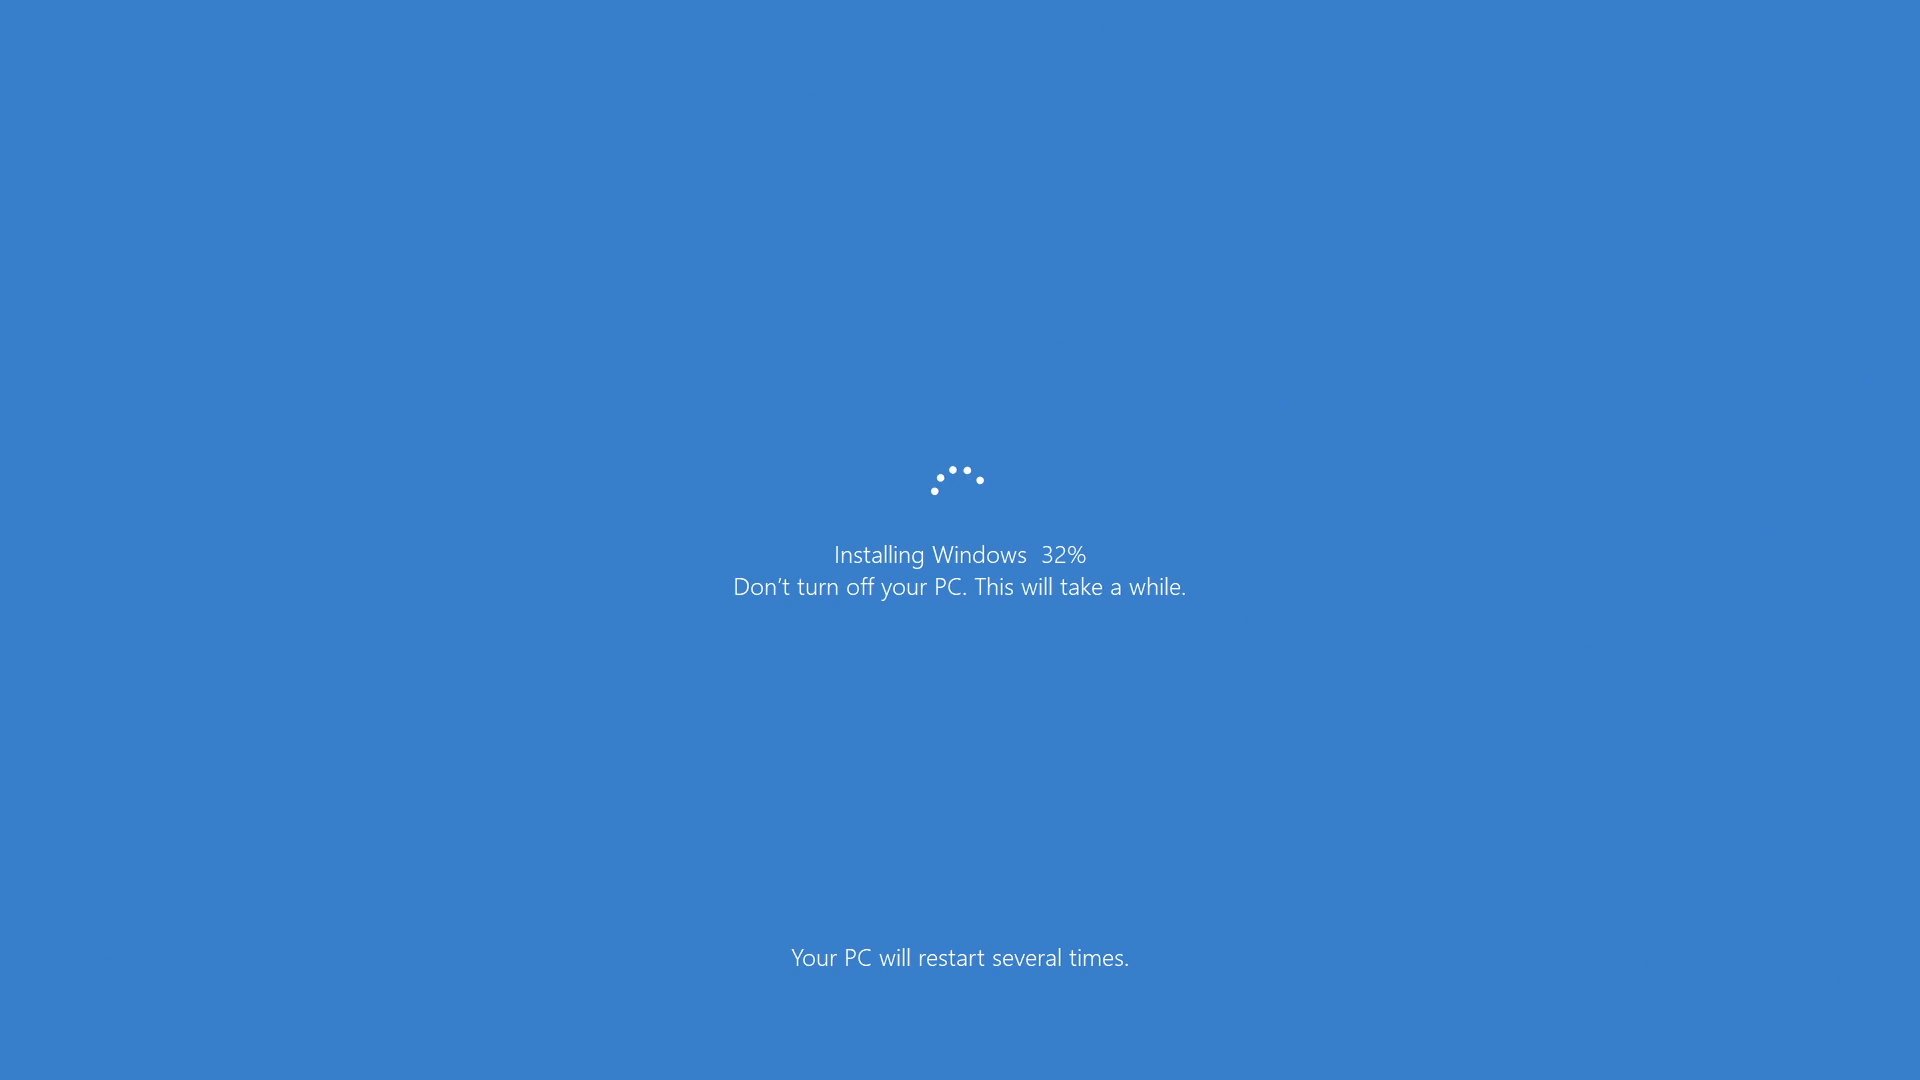 Installing Windows  32%
Don’t turn off your PC. This will take a while.
Your PC will restart several times.